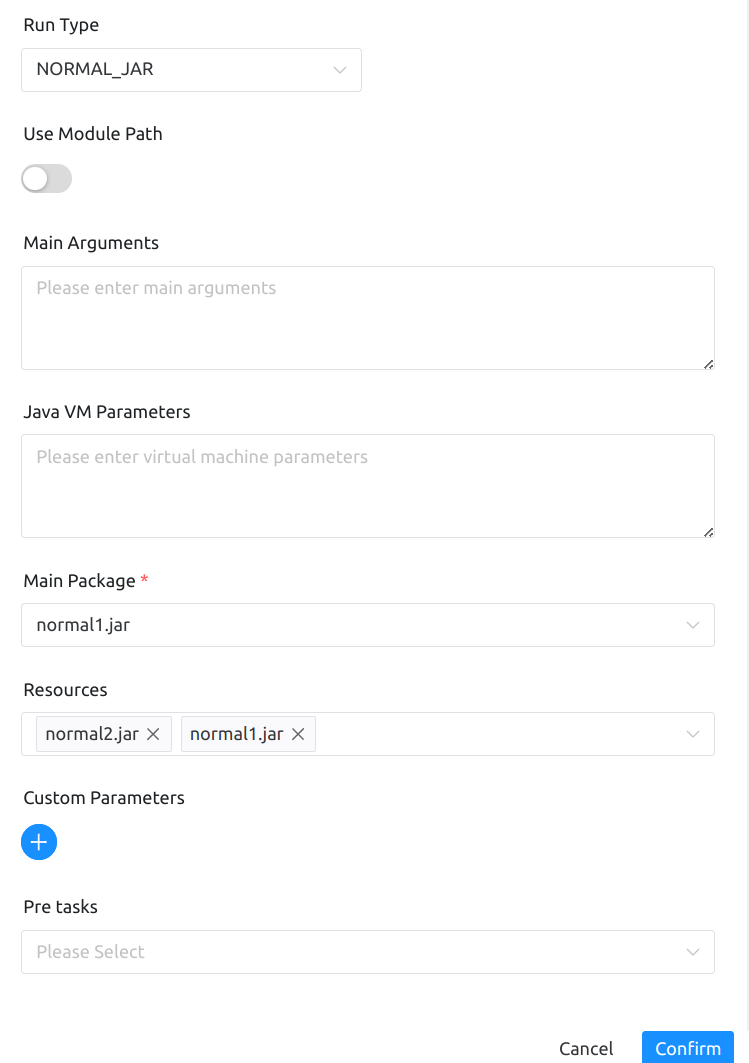 Run Type
NORMAL_JAR
Use Module Path
Main Arguments
Please enter main arguments
Java VM Parameters
Please enter virtual machine parameters
Main Package *
normal1.jar
Resources
normal2.jar normal1.jar
Custom Parameters
Pre tasks
Please Select
Cancel Confirm